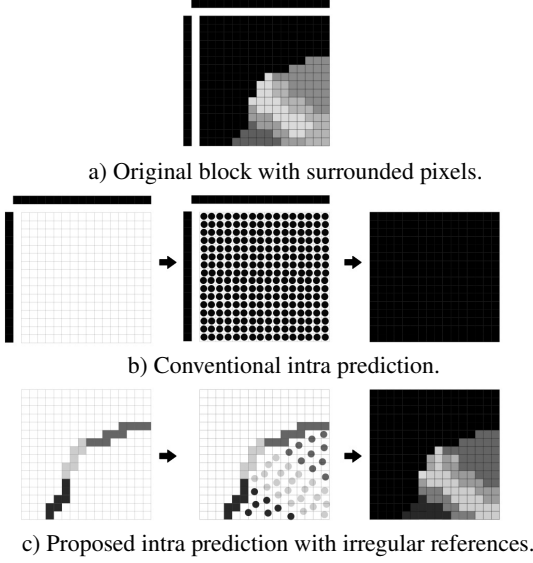 a) Original block with surrounded pixels.
b) Conventional intra prediction.
c) Proposed intra prediction with irregular references.